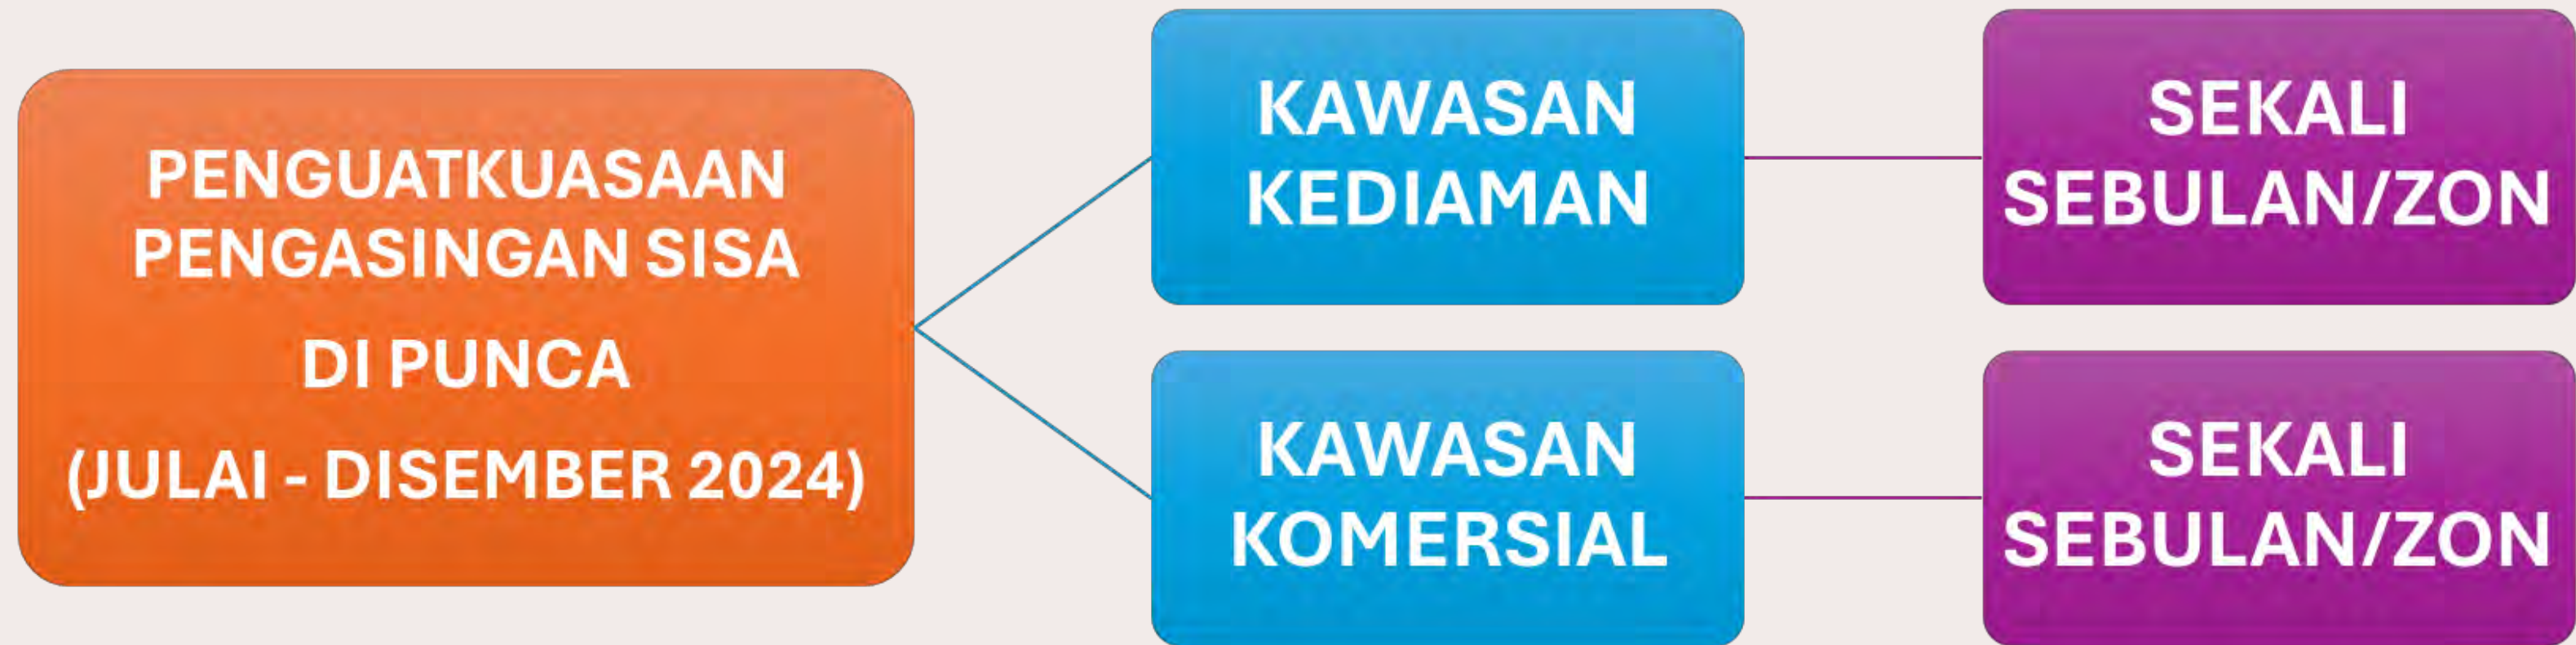 PENGUATKUASAAN
PENGASINGAN SISA
DI PUNCA
(JULAI - DISEMBER 2024)
KAWASAN
KEDIAMAN
SEKALI
SEBULAN/ZON
KAWASAN
KOMERSIAL
SEKALI
SEBULAN/ZON